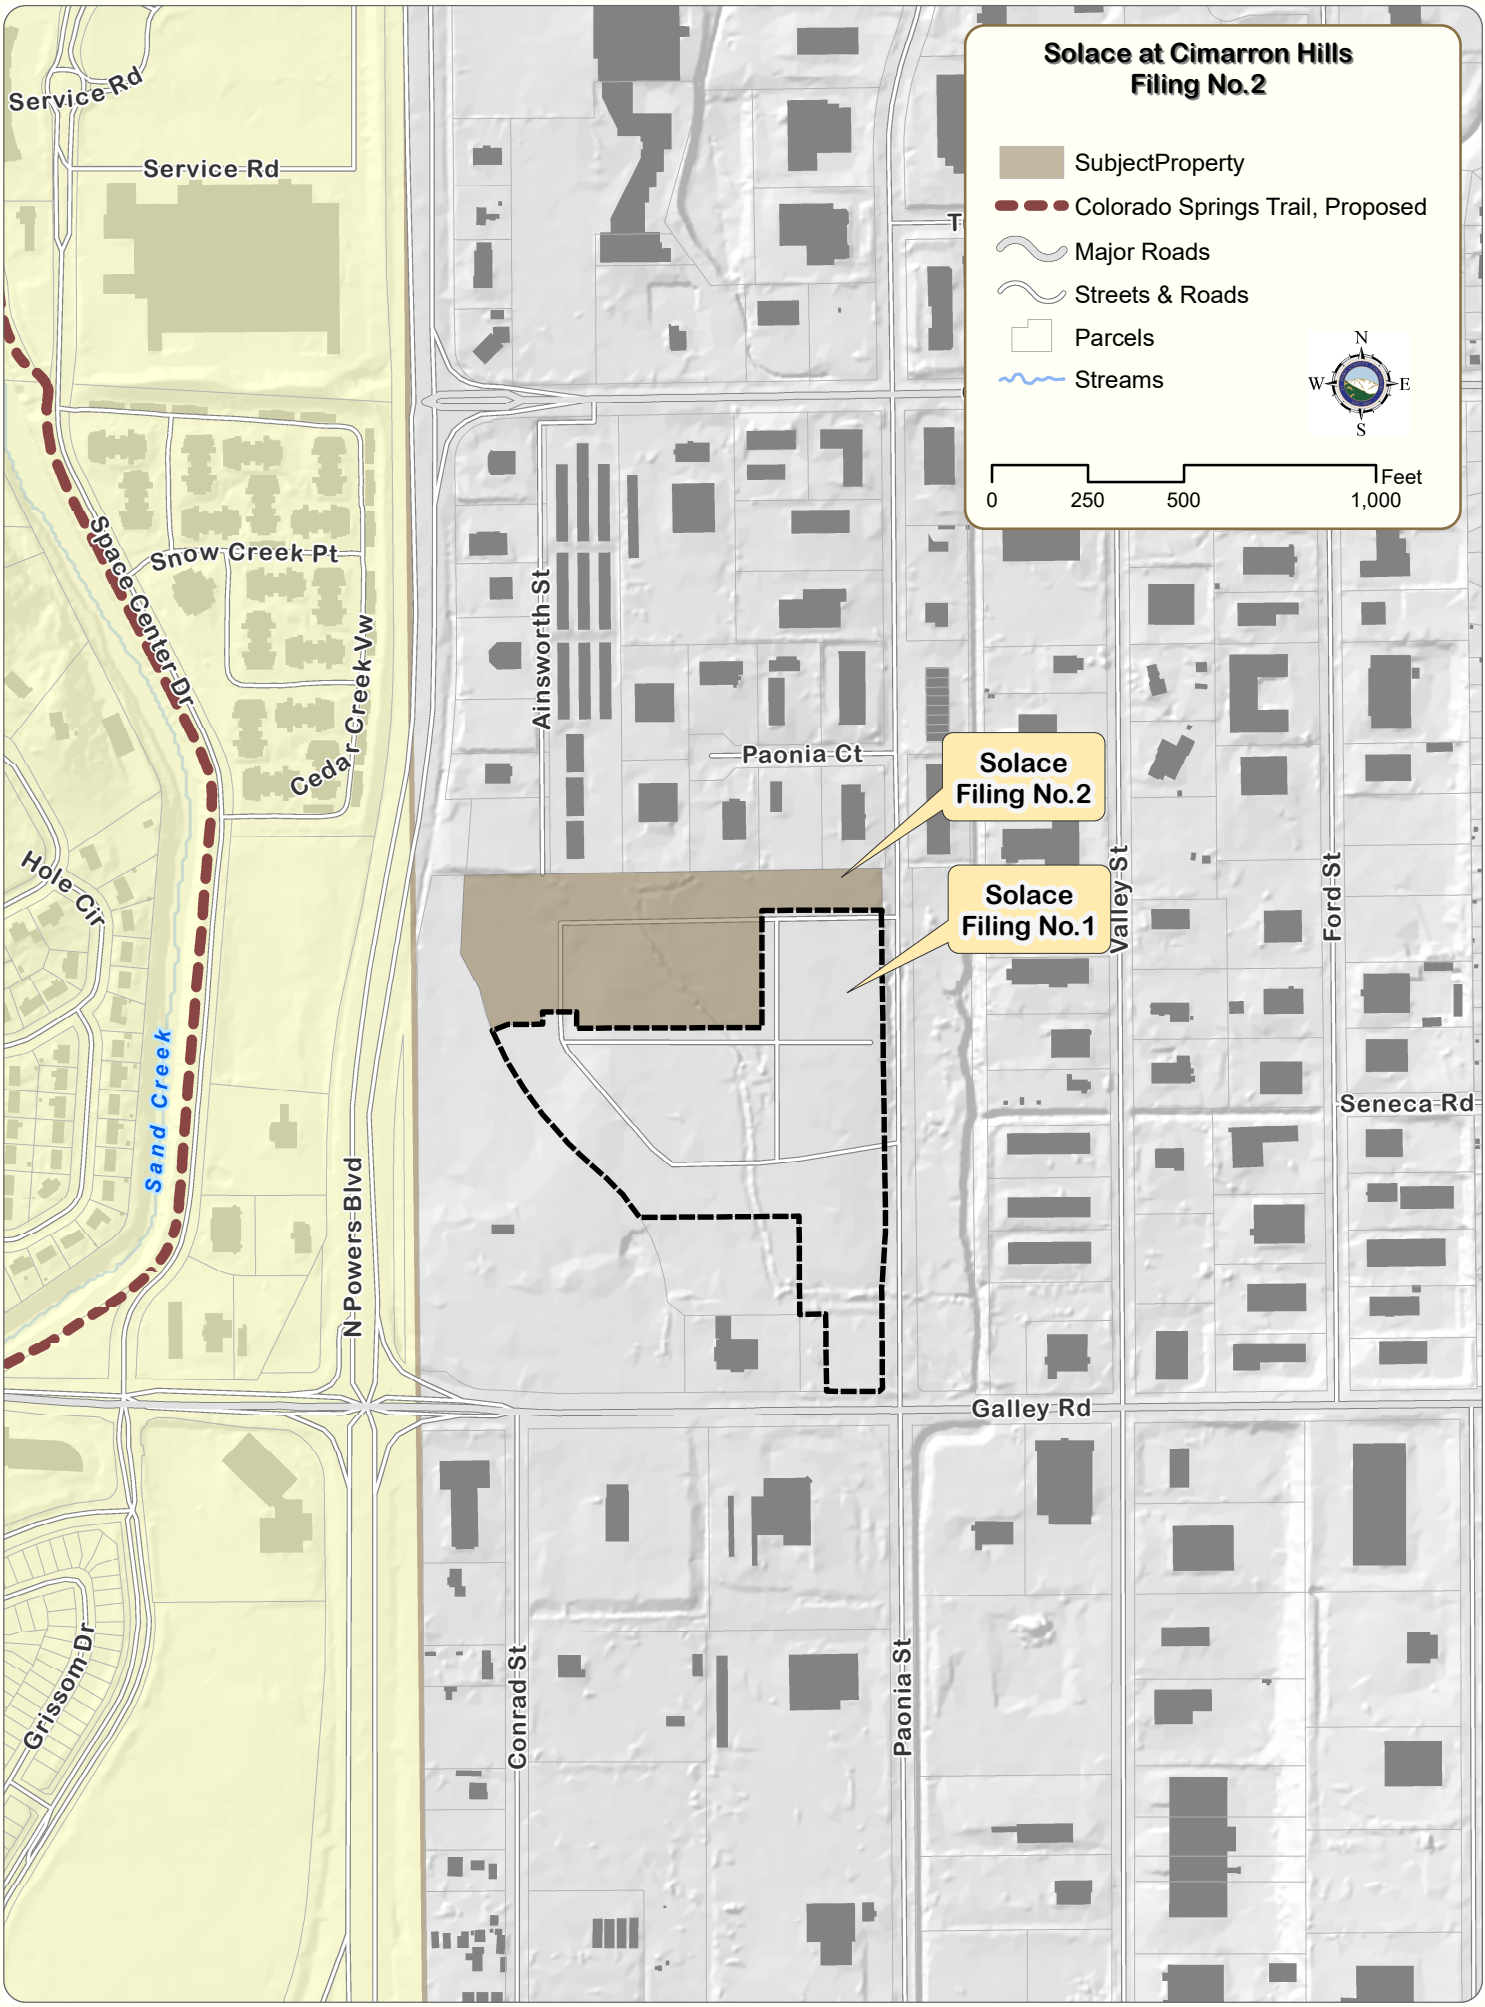 Solace at Cimarron Hills
Filing No.2
SubjectProperty
Colorado Springs Trail, Proposed
Major Roads
Streets & Roads
Parcels
Streams
N
W
E
S
Feet
0
250
500
1,000
Service Rd
Service Rd
Space Center Dr
Snow Creek Pt
Cedar Creek Vw
Ainsworth St
Paonia Ct
Solace
Filing No.2
Solace
Filing No.1
Valley St
Ford St
Hole Cir
Sand Creek
Seneca Rd
N Powers Blvd
Galley Rd
Grissom Dr
Conrad St
Paonia St